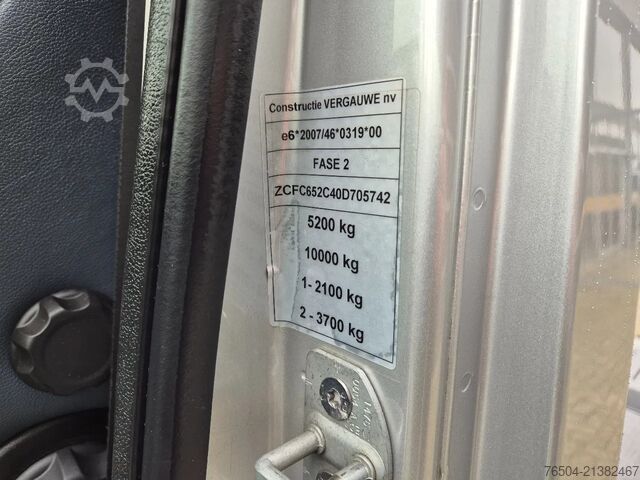 Constructie VERGAUWE nv
e6*2007/46*0319*00
FASE 2
ZCFC652C40D705742
5200 kg
10000 kg
1- 2100 kg
2 - 3700 kg
76504-21382467